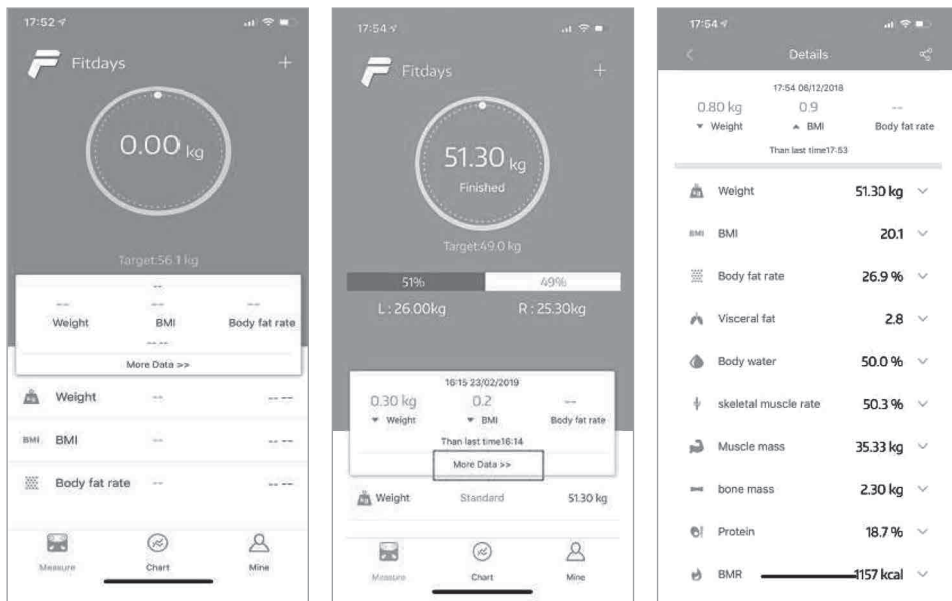 17:52
Fitdays
+
0.00 kg
Target:56.1 kg
--
-- -- --
Weight BMI Body fat rate
-- --
More Data >>
Weight -- -- --
BMI BMI -- -- --
Body fat rate -- -- --
Measure Chart Mine
17:54
Fitdays
+
51.30 kg
Finished
Target:49.0 kg
51% 49%
L : 26.00kg R : 25.30kg
16:15 23/02/2019
0.30 kg 0.2 --
Weight BMI Body fat rate
Than last time16:14
More Data >>
Weight Standard 51.30 kg
Measure Chart Mine
17:54
Details
17:54 06/12/2018
0.80 kg 0.9 --
Weight BMI Body fat rate
Than last time17:53
Weight 51.30 kg
BMI BMI 20.1
Body fat rate 26.9 %
Visceral fat 2.8
Body water 50.0 %
skeletal muscle rate 50.3 %
Muscle mass 35.33 kg
bone mass 2.30 kg
Protein 18.7 %
BMR 1157 kcal